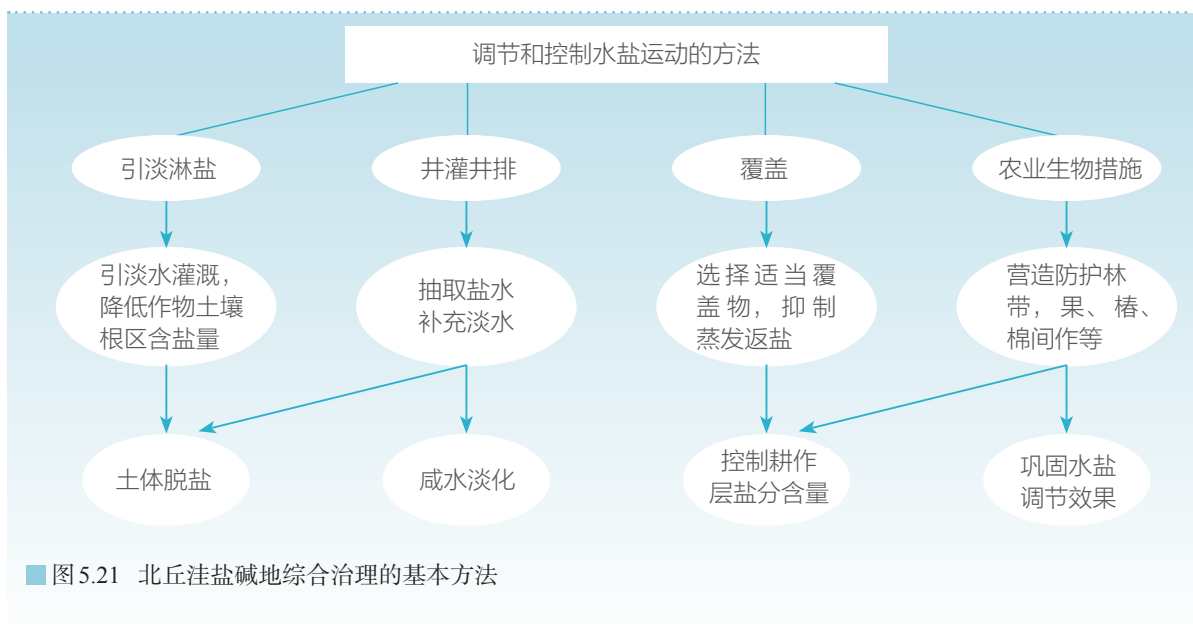 调节和控制水盐运动的方法
引淡淋盐
井灌井排
覆盖
农业生物措施
引淡水灌溉，
降低作物土壤
根区含盐量
抽取盐水
补充淡水
选择适当覆
盖物，抑制
蒸发返盐
营造防护林
带，果、椿、
棉间作等
土体脱盐
咸水淡化
控制耕作
层盐分含量
巩固水盐
调节效果
图5.21 北丘洼盐碱地综合治理的基本方法